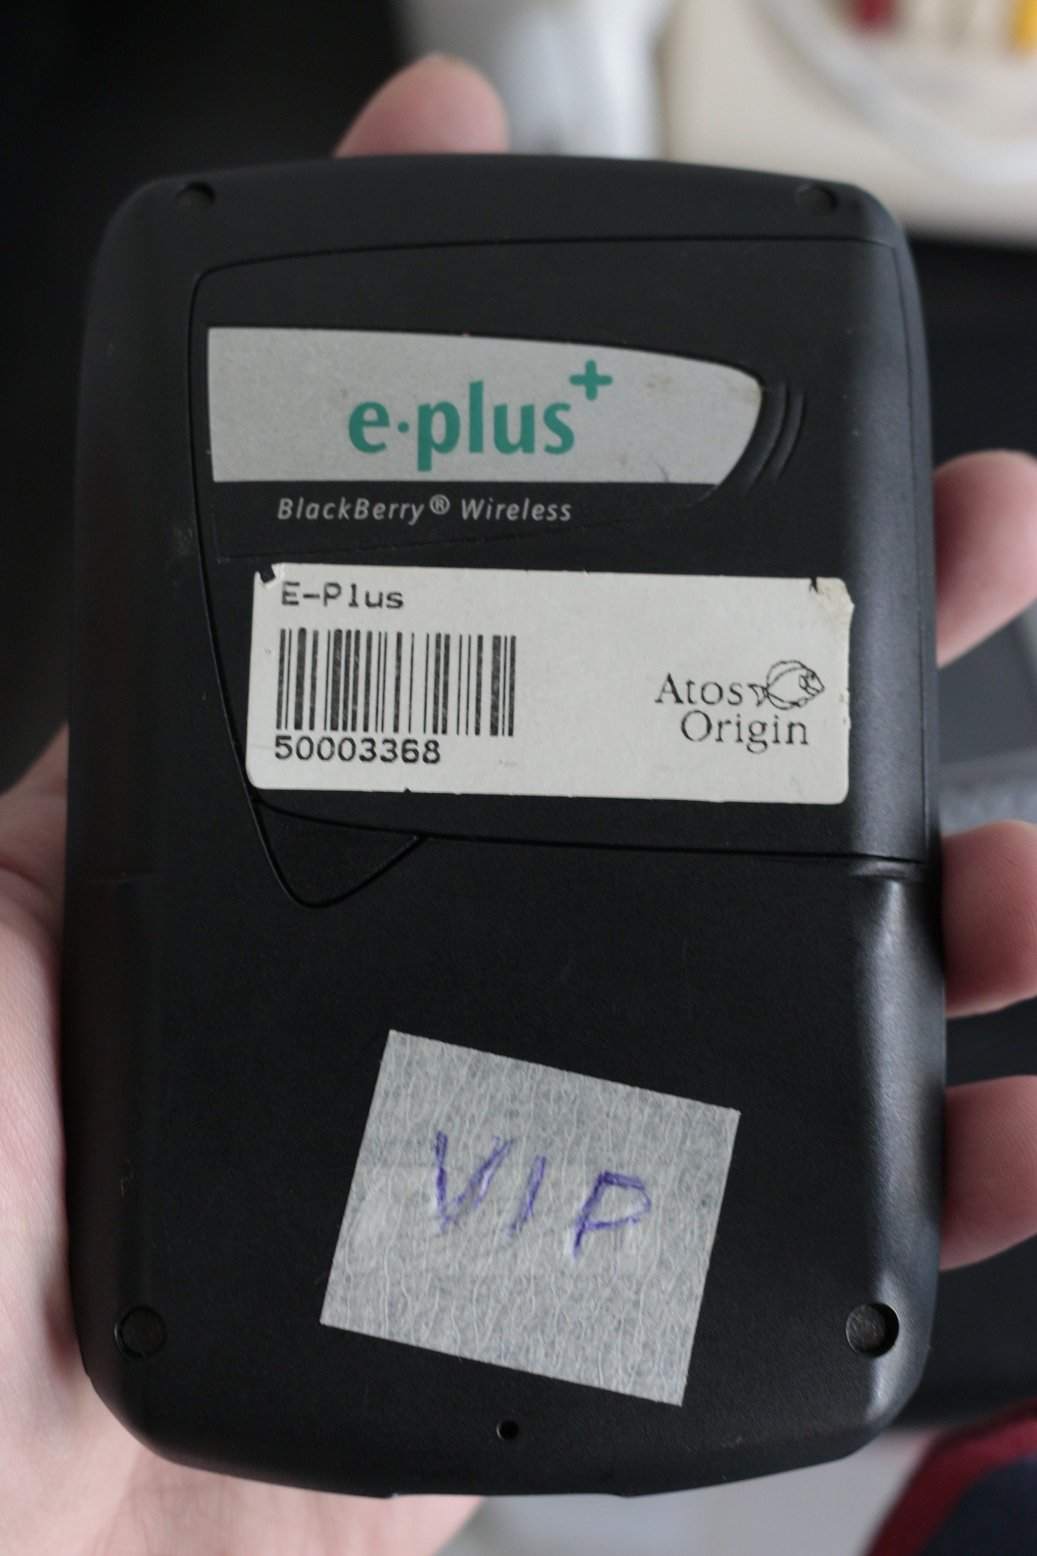 e·plus+
BlackBerry® Wireless
E-Plus
50003368
Atos
Origin
VIP